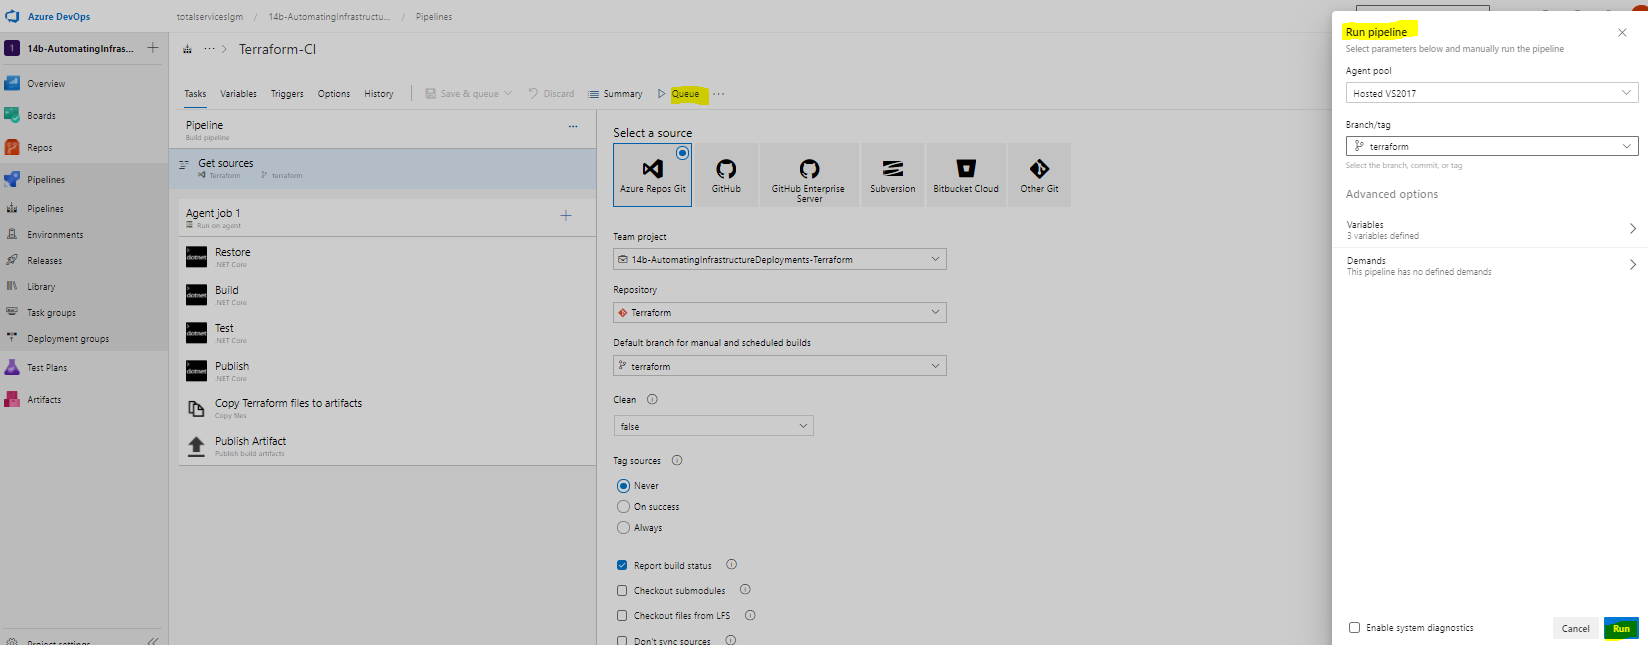 Azure DevOps
totalserviceslgm / 14b-AutomatingInfrastructu... / Pipelines
1 14b-AutomatingInfras...
Overview
Boards
Repos
Pipelines
Pipelines
Environments
Releases
Library
Task groups
Deployment groups
Test Plans
Artifacts
Project settings
... > Terraform-CI
Tasks Variables Triggers Options History Save & queue Discard Summary Queue ...
Pipeline
Build pipeline
Get sources
Terraform terraform
Agent job 1
Run on agent
dotnet Restore
.NET Core
dotnet Build
.NET Core
dotnet Test
.NET Core
dotnet Publish
.NET Core
Copy Terraform files to artifacts
Copy files
Publish Artifact
Publish build artifacts
Select a source
Azure Repos Git
GitHub
GitHub Enterprise
Server
Subversion
Bitbucket Cloud
Other Git
Team project
14b-AutomatingInfrastructureDeployments-Terraform
Repository
Terraform
Default branch for manual and scheduled builds
terraform
Clean
false
Tag sources
Never
On success
Always
Report build status
Checkout submodules
Checkout files from LFS
Don't sync sources
Run pipeline
Select parameters below and manually run the pipeline
Agent pool
Hosted VS2017
Branch/tag
terraform
Select the branch, commit, or tag
Advanced options
Variables
3 variables defined
Demands
This pipeline has no defined demands
Enable system diagnostics
Cancel Run